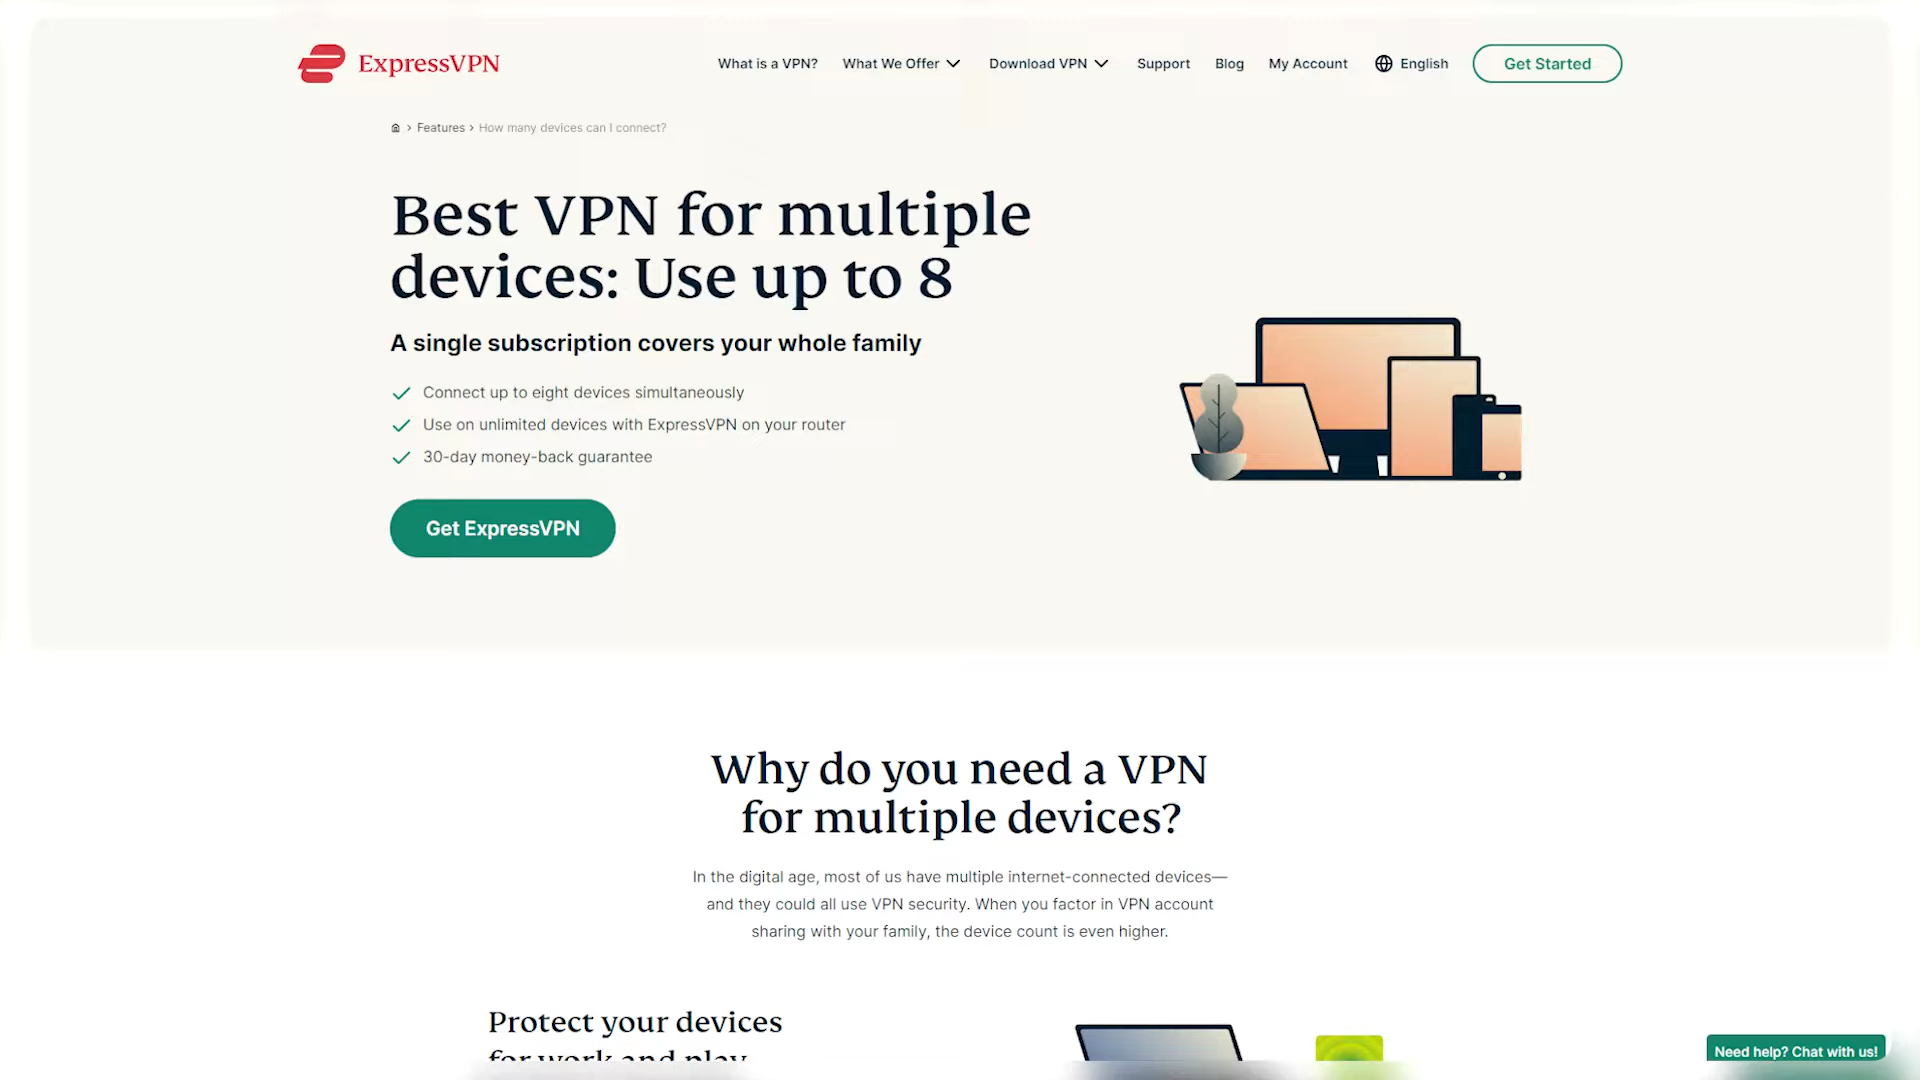 ExpressVPN
What is a VPN?
What We Offer
Download VPN
Support
Blog
My Account
English
Get Started
Features
How many devices can I connect?
Best VPN for multiple
devices: Use up to 8
A single subscription covers your whole family
Connect up to eight devices simultaneously
Use on unlimited devices with ExpressVPN on your router
30-day money-back guarantee
Get ExpressVPN
Why do you need a VPN
for multiple devices?
In the digital age, most of us have multiple internet-connected devices—
and they could all use VPN security. When you factor in VPN account
sharing with your family, the device count is even higher.
Protect your devices
for work and play
Need help? Chat with us!